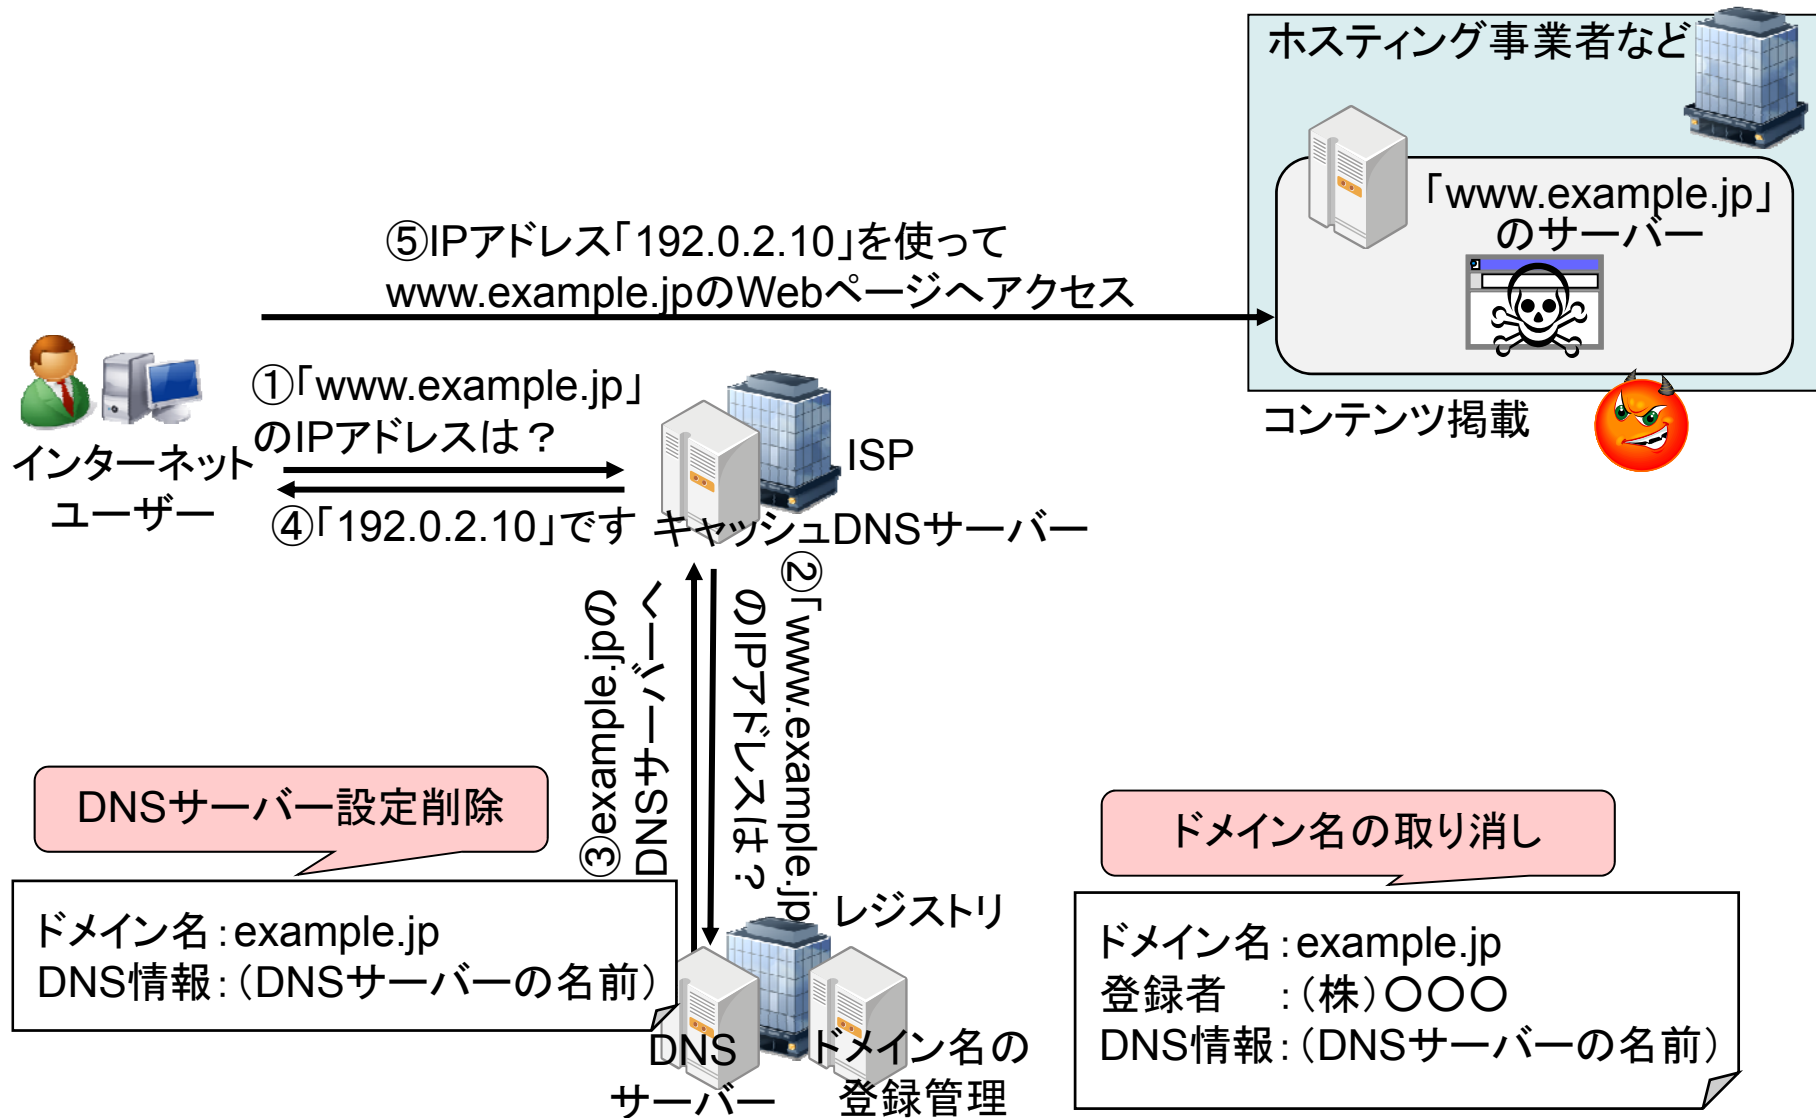 ホスティング事業者など
「www.example.jp」
のサーバー
⑤IPアドレス「192.0.2.10」を使って
www.example.jpのWebページへアクセス
コンテンツ掲載
①「www.example.jp」
のIPアドレスは？
インターネット
ユーザー
ISP
④「192.0.2.10」です
キャッシュDNSサーバー
②「www.example.jp」
のIPアドレスは？
③example.jpの
DNSサーバーへ
DNSサーバー設定削除
ドメイン名：example.jp
DNS情報：（DNSサーバーの名前）
レジストリ
DNS
サーバー
ドメイン名の
登録管理
ドメイン名の取り消し
ドメイン名：example.jp
登録者　：（株）〇〇〇
DNS情報：（DNSサーバーの名前）